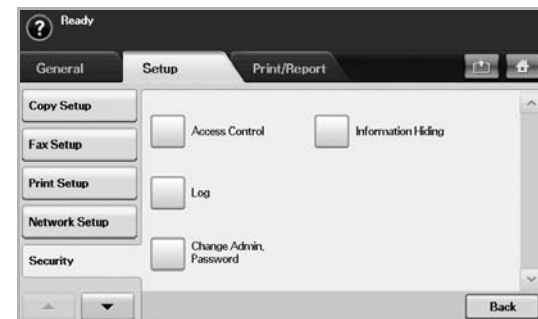 ? Ready
General Setup Print/Report
Copy Setup
Fax Setup
Print Setup
Network Setup
Security
Access Control Information Hiding
Log
Change Admin.
Password
Back